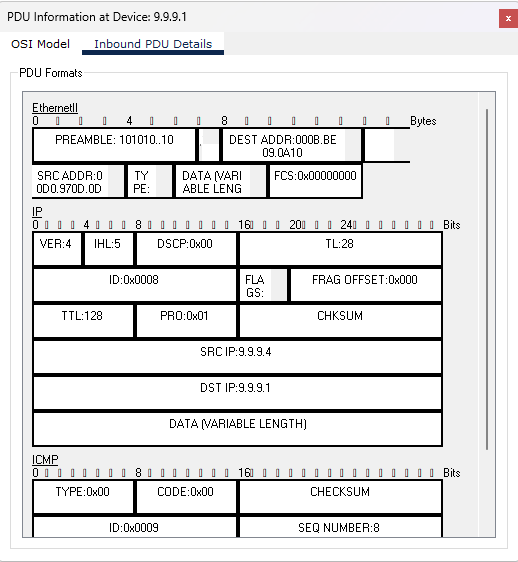 PDU Information at Device: 9.9.9.1
x
OSI Model Inbound PDU Details
PDU Formats
EthernetII
0 4 8 Bytes
PREAMBLE: 101010..10 DEST ADDR:000B.BE
09.0A10
SRC ADDR:0 TY DATA (VARI FCS:0x00000000
0D0.970D.0D PE: ABLE LENG
IP
0 4 8 16 20 24 Bits
VER:4 IHL:5 DSCP:0x00 TL:28
ID:0x0008 FLA FRAG OFFSET:0x000
GS:
TTL:128 PRO:0x01 CHKSUM
SRC IP:9.9.9.4
DST IP:9.9.9.1
DATA (VARIABLE LENGTH)
ICMP
0 8 16 Bits
TYPE:0x00 CODE:0x00 CHECKSUM
ID:0x0009 SEQ NUMBER:8